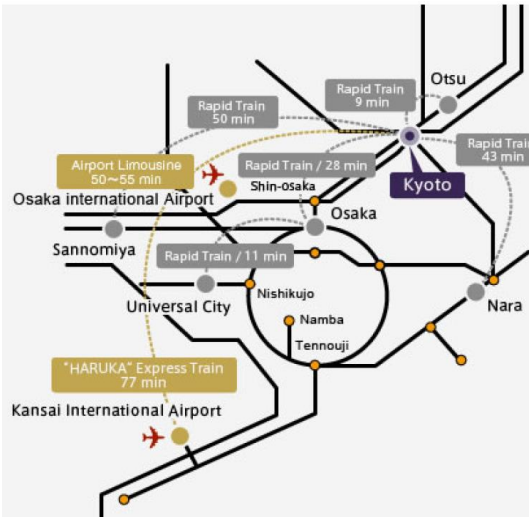 Otsu
Rapid Train
9 min
Rapid Train
50 min
Rapid Train
43 min
Airport Limousine
50~55 min
Rapid Train / 28 min
Kyoto
Shin-osaka
Osaka international Airport
Osaka
Sannomiya
Rapid Train / 11 min
Universal City
Nishikujo
Nara
Namba
Tennouji
"HARUKA" Express Train
77 min
Kansai International Airport